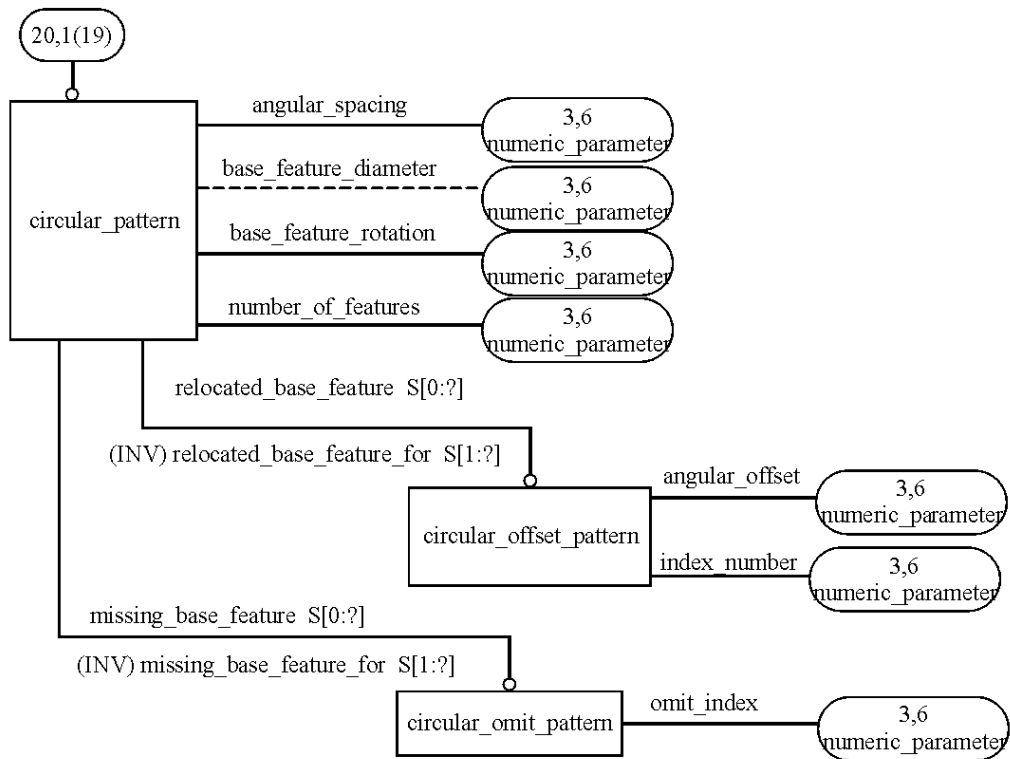 20,1(19)
angular_spacing
3,6
numeric_parameter
base_feature_diameter
3,6
numeric_parameter
circular_pattern
base_feature_rotation
3,6
numeric_parameter
number_of_features
3,6
numeric_parameter
relocated_base_feature S[0:?]
(INV) relocated_base_feature_for S[1:?]
angular_offset
3,6
numeric_parameter
circular_offset_pattern
index_number
3,6
numeric_parameter
missing_base_feature S[0:?]
(INV) missing_base_feature_for S[1:?]
circular_omit_pattern
omit_index
3,6
numeric_parameter